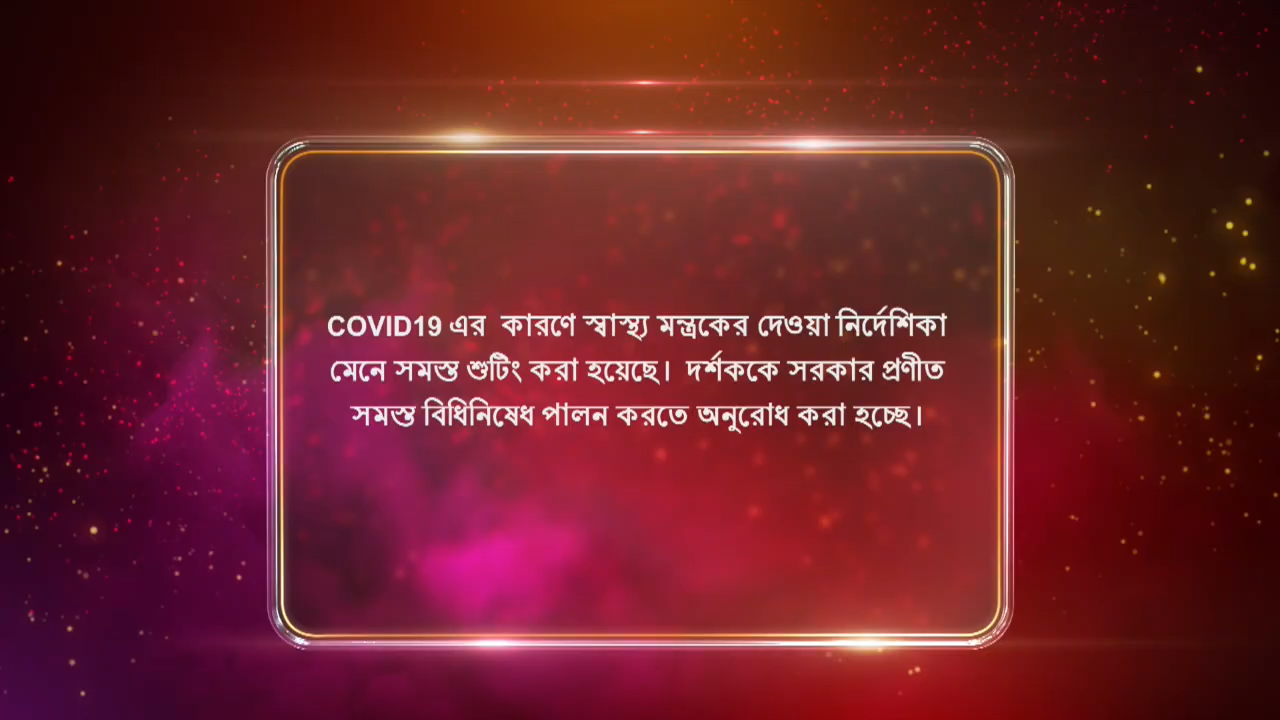 COVID19 এর কারণে স্বাস্থ্য মন্ত্রকের দেওয়া নির্দেশিকা
মেনে সমস্ত শুটিং করা হয়েছে। দর্শককে সরকার প্রণীত
সমস্ত বিধিনিষেধ পালন করতে অনুরোধ করা হচ্ছে।